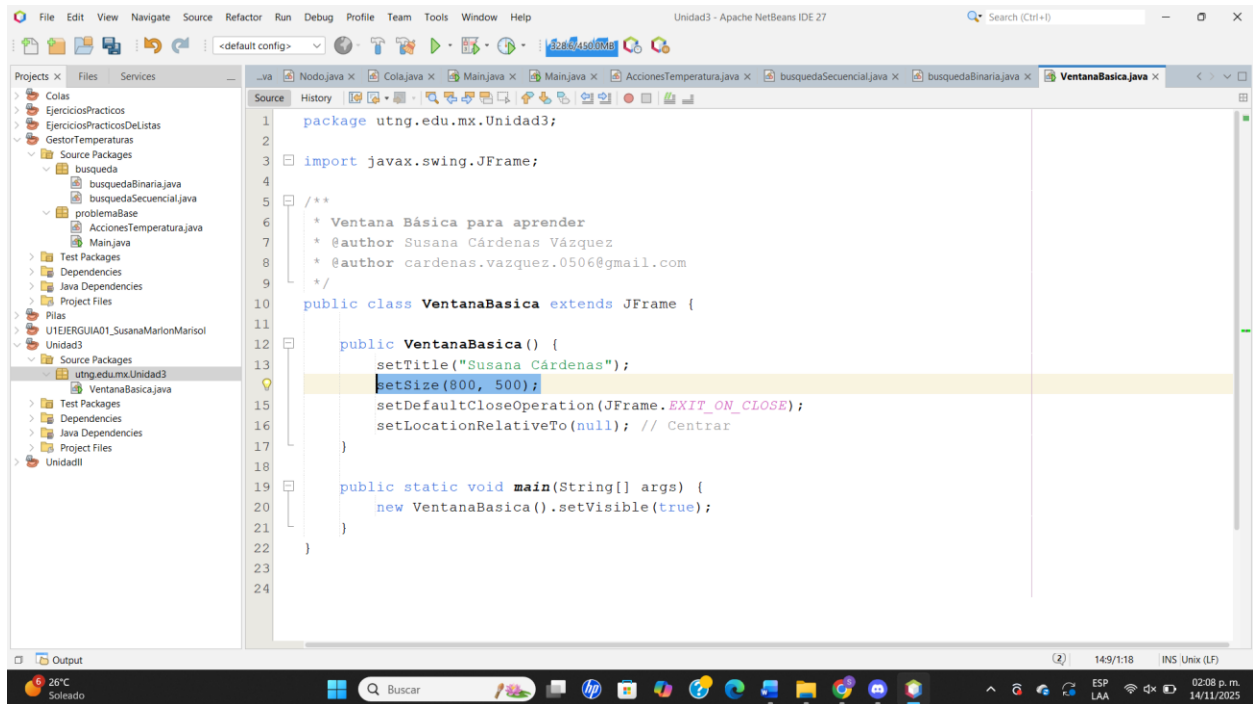 File Edit View Navigate Source Refactor Run Debug Profile Team Tools Window Help
Unidad3 - Apache NetBeans IDE 27
Search (Ctrl+I)
<default config>
328.6/450.0MB
Projects
Files
Services
...va
Nodo.java
Cola.java
Main.java
Main.java
AccionesTemperatura.java
busquedaSecuencial.java
busquedaBinaria.java
VentanaBasica.java
Source
History
Colas
EjerciciosPracticos
EjerciciosPracticosDeListas
GestorTemperaturas
Source Packages
busqueda
busquedaBinaria.java
busquedaSecuencial.java
problemaBase
AccionesTemperatura.java
Main.java
Test Packages
Dependencies
Java Dependencies
Project Files
Pilas
U1EJERGUIA01_SusanaMarlonMarisol
Unidad3
Source Packages
utng.edu.mx.Unidad3
VentanaBasica.java
Test Packages
Dependencies
Java Dependencies
Project Files
UnidadII
1 package utng.edu.mx.Unidad3;
2
3 import javax.swing.JFrame;
4
5 /**
6 * Ventana Básica para aprender
7 * @author Susana Cárdenas Vázquez
8 * @author cardenas.vazquez.0506@gmail.com
9 */
10 public class VentanaBasica extends JFrame {
11
12 public VentanaBasica() {
13 setTitle("Susana Cárdenas");
setSize(800, 500);
15 setDefaultCloseOperation(JFrame.EXIT_ON_CLOSE);
16 setLocationRelativeTo(null); // Centrar
17 }
18
19 public static void main(String[] args) {
20 new VentanaBasica().setVisible(true);
21 }
22 }
23
24
Output
2
14:9/1:18
INS
Unix (LF)
6
26°C
Soleado
Buscar
ESP
LAA
02:08 p. m.
14/11/2025